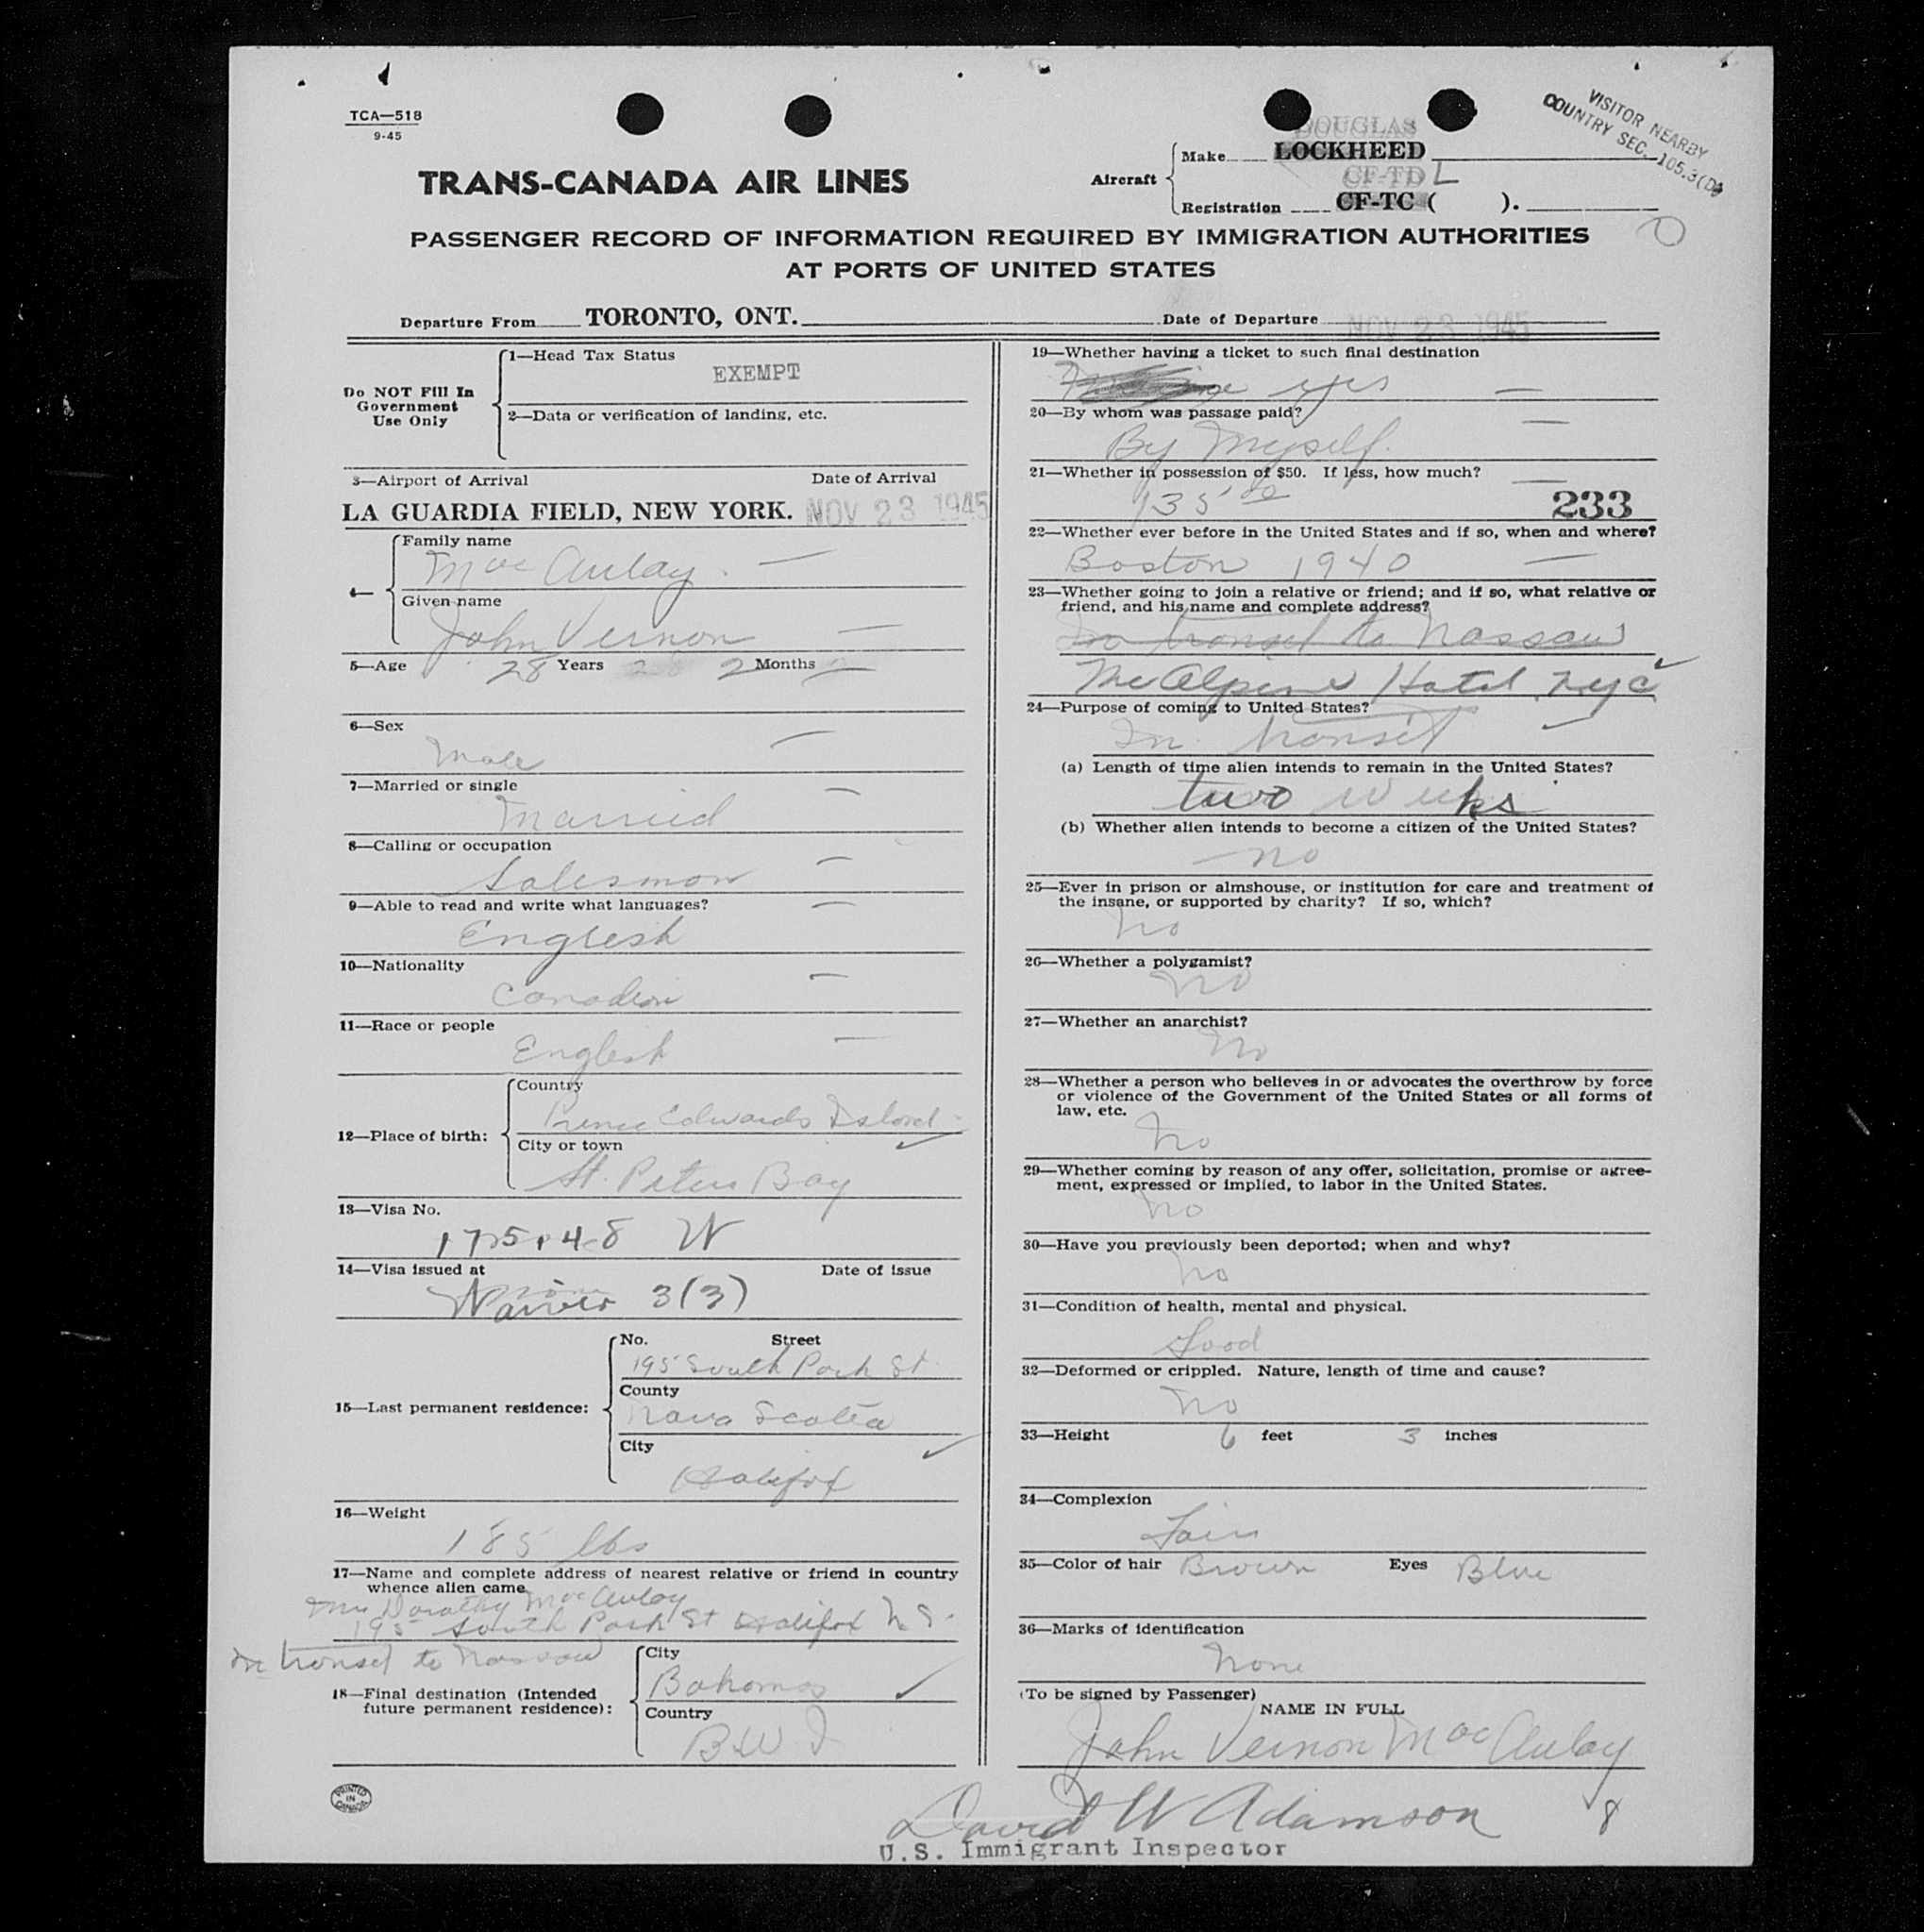 TCA—518
9-45
VISITOR NEARBY
COUNTRY SEC. 105.3(D)
TRANS-CANADA AIR LINES
Aircraft
DOUGLAS
Make LOCKHEED
CF-TD L
Registration CF-TC ( ).
PASSENGER RECORD OF INFORMATION REQUIRED BY IMMIGRATION AUTHORITIES
AT PORTS OF UNITED STATES
Departure From TORONTO, ONT. Date of Departure NOV 23 1945
Do NOT Fill In
Government
Use Only
1—Head Tax Status
EXEMPT
2—Data or verification of landing, etc.
3—Airport of Arrival Date of Arrival
LA GUARDIA FIELD, NEW YORK. NOV 23 1945
4—
Family name
MacAulay
Given name
John Vernon
5—Age 28 Years 2 Months
6—Sex
Male
7—Married or single
Married
8—Calling or occupation
Salesman
9—Able to read and write what languages?
English
10—Nationality
Canadian
11—Race or people
English
12—Place of birth:
Country
Prince Edwards Island
City or town
St. Peters Bay
13—Visa No.
175148 W
14—Visa issued at Date of issue
Waiver 3(3)
15—Last permanent residence:
No. Street
195 South Park St.
County
Nova Scotia
City
Halifax
16—Weight
185 lbs
17—Name and complete address of nearest relative or friend in country
whence alien came
Mrs Dorothy MacAulay
195 South Park St Halifax N.S.
In transit to Nassau
18—Final destination (Intended
future permanent residence):
City
Bahamas
Country
BWI
PRINTED
IN
CANADA
19—Whether having a ticket to such final destination
yes
20—By whom was passage paid?
By Myself.
21—Whether in possession of $50. If less, how much?
135.00
233
22—Whether ever before in the United States and if so, when and where?
Boston 1940
23—Whether going to join a relative or friend; and if so, what relative or
friend, and his name and complete address?
In transit to Nassau
McAlpine Hotel. NYC
24—Purpose of coming to United States?
In transit
(a) Length of time alien intends to remain in the United States?
two weeks
(b) Whether alien intends to become a citizen of the United States?
no
25—Ever in prison or almshouse, or institution for care and treatment of
the insane, or supported by charity? If so, which?
No
26—Whether a polygamist?
No
27—Whether an anarchist?
No
28—Whether a person who believes in or advocates the overthrow by force
or violence of the Government of the United States or all forms of
law, etc.
No
29—Whether coming by reason of any offer, solicitation, promise or agree-
ment, expressed or implied, to labor in the United States.
No
30—Have you previously been deported; when and why?
No
31—Condition of health, mental and physical.
Good
32—Deformed or crippled. Nature, length of time and cause?
No
33—Height 6 feet 3 inches
34—Complexion
Fair
35—Color of hair Brown Eyes Blue
36—Marks of identification
None
(To be signed by Passenger)
NAME IN FULL
John Vernon MacAulay
David W Adamson 8
U.S. Immigrant Inspector